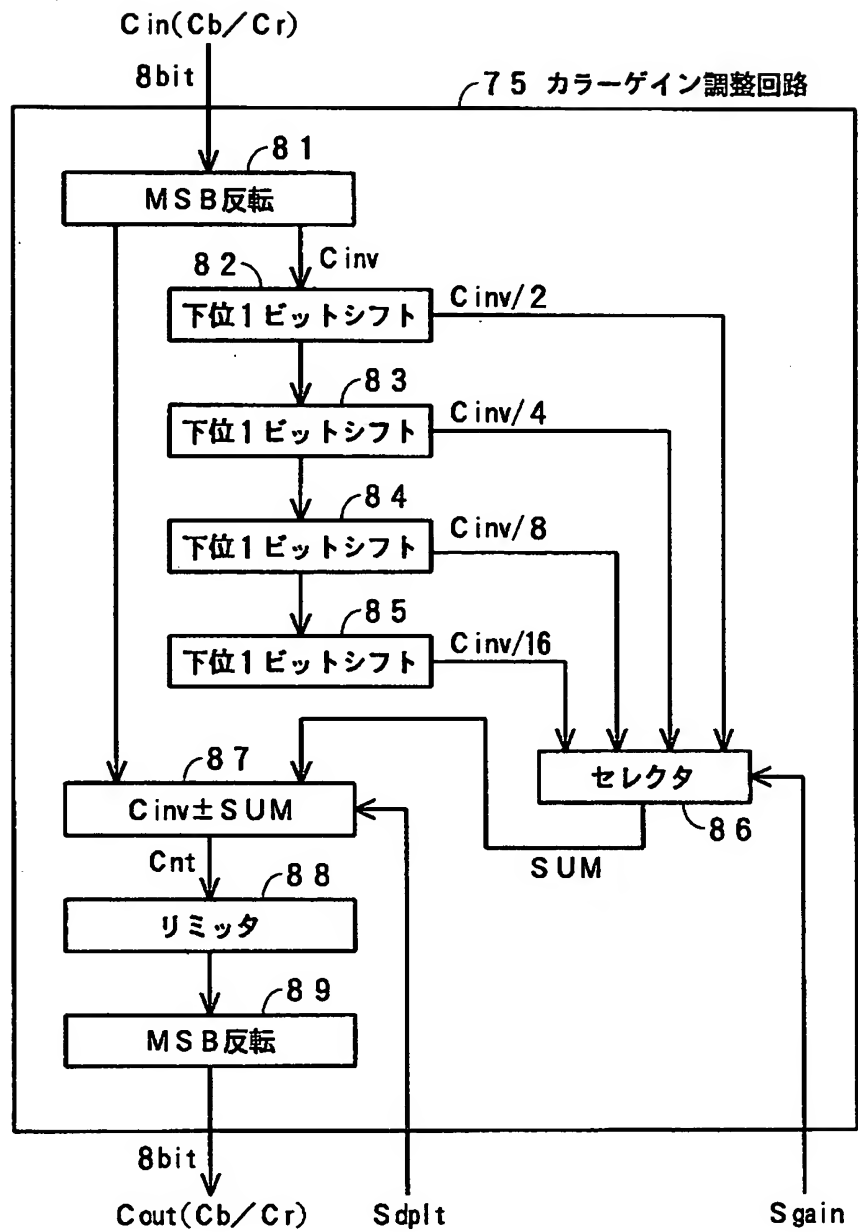 Cin(Cb/Cr)
8bit
75 カラーゲイン調整回路
81
MSB反転
Cinv
82
下位1ビットシフト
Cinv/2
83
下位1ビットシフト
Cinv/4
84
下位1ビットシフト
Cinv/8
85
下位1ビットシフト
Cinv/16
87
Cinv±SUM
セレクタ
86
SUM
Cnt
88
リミッタ
89
MSB反転
8bit
Cout(Cb/Cr)
Sdplt
Sgain